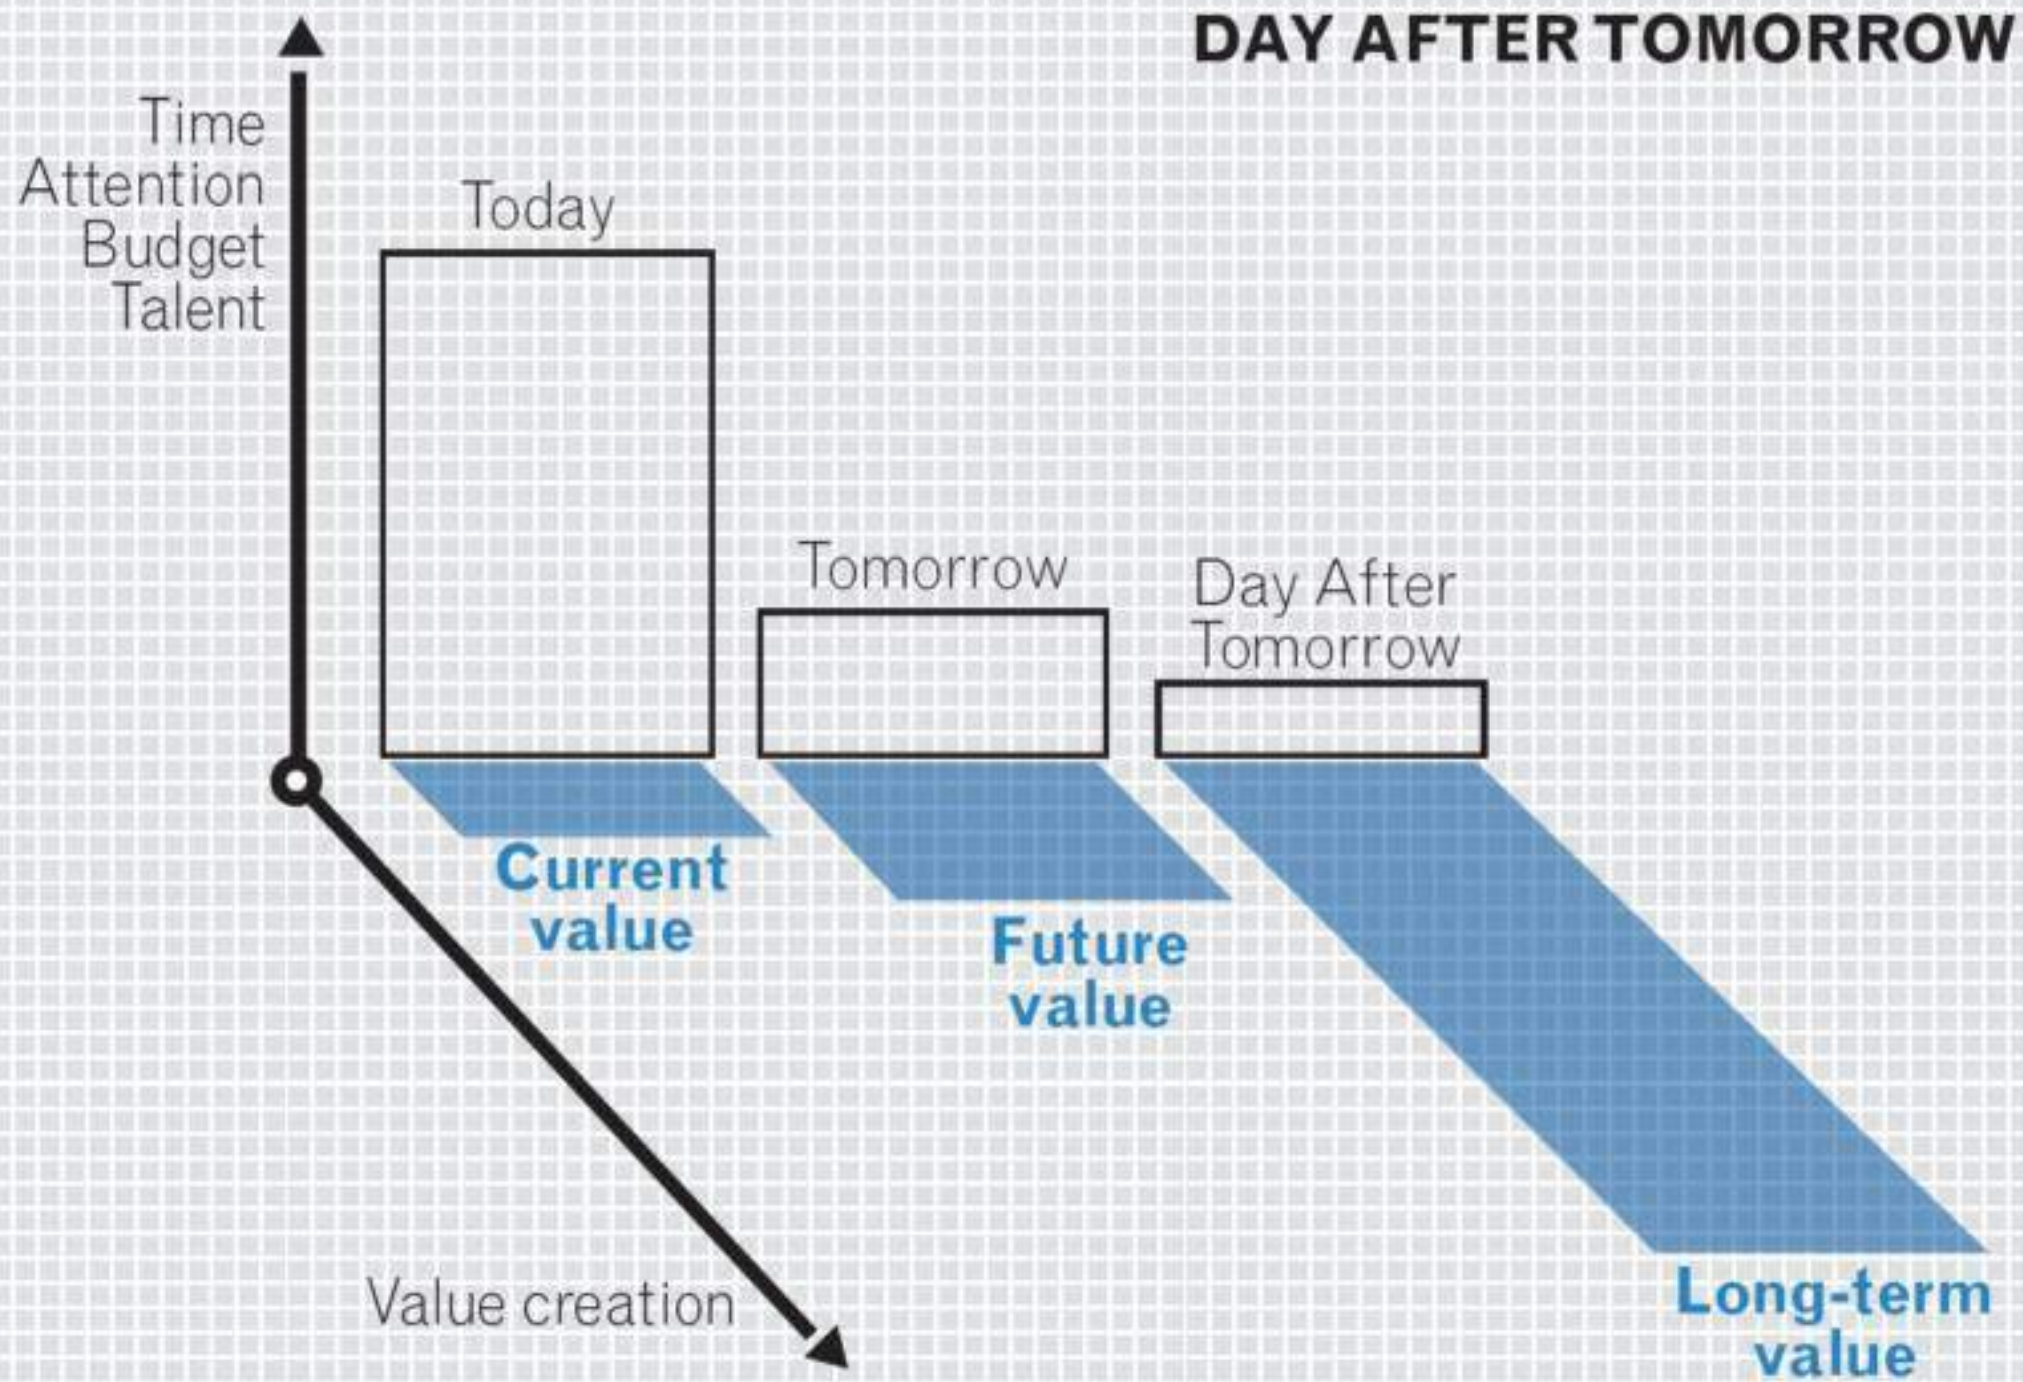 DAY AFTER TOMORROW
Time
Attention
Budget
Talent
Today
Tomorrow
Day After
Tomorrow
Current
value
Future
value
Value creation
Long-term
value